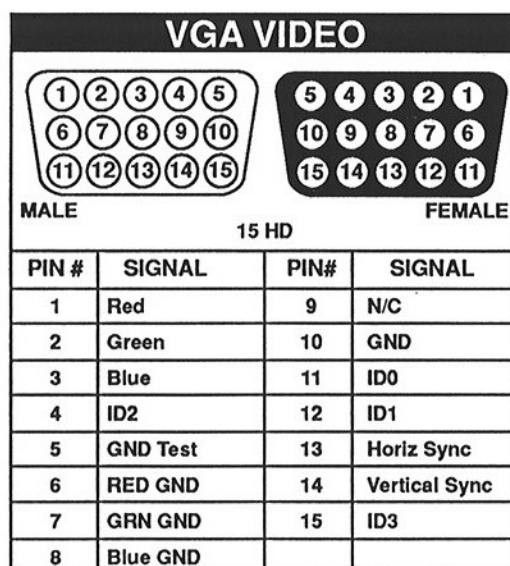 VGA VIDEO
1 2 3 4 5 5 4 3 2 1
6 7 8 9 10 10 9 8 7 6
11 12 13 14 15 15 14 13 12 11
MALE FEMALE
15 HD
PIN # SIGNAL PIN# SIGNAL
1 Red 9 N/C
2 Green 10 GND
3 Blue 11 ID0
4 ID2 12 ID1
5 GND Test 13 Horiz Sync
6 RED GND 14 Vertical Sync
7 GRN GND 15 ID3
8 Blue GND